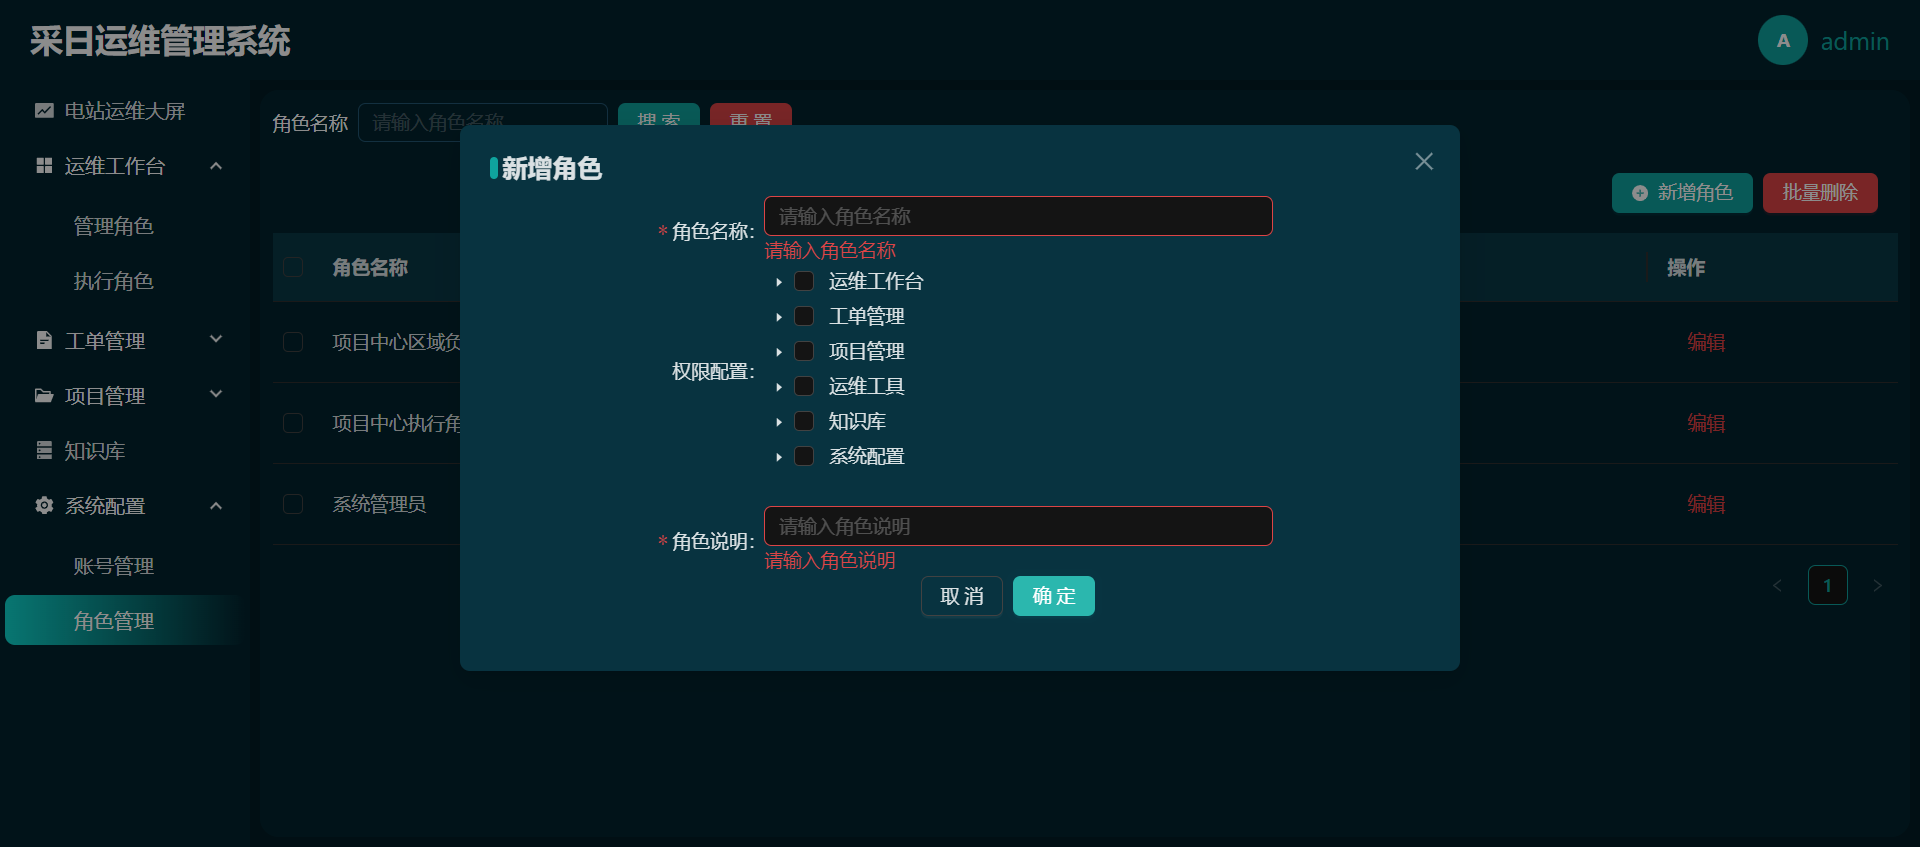 采日运维管理系统
A
admin
电站运维大屏
运维工作台
管理角色
执行角色
工单管理
项目管理
知识库
系统配置
账号管理
角色管理
角色名称
请输入角色名称
搜 索
重 置
新增角色
批量删除
角色名称
操作
项目中心区域负
编辑
项目中心执行角
编辑
系统管理员
编辑
1
新增角色
* 角色名称:
请输入角色名称
请输入角色名称
权限配置:
运维工作台
工单管理
项目管理
运维工具
知识库
系统配置
* 角色说明:
请输入角色说明
请输入角色说明
取 消
确 定